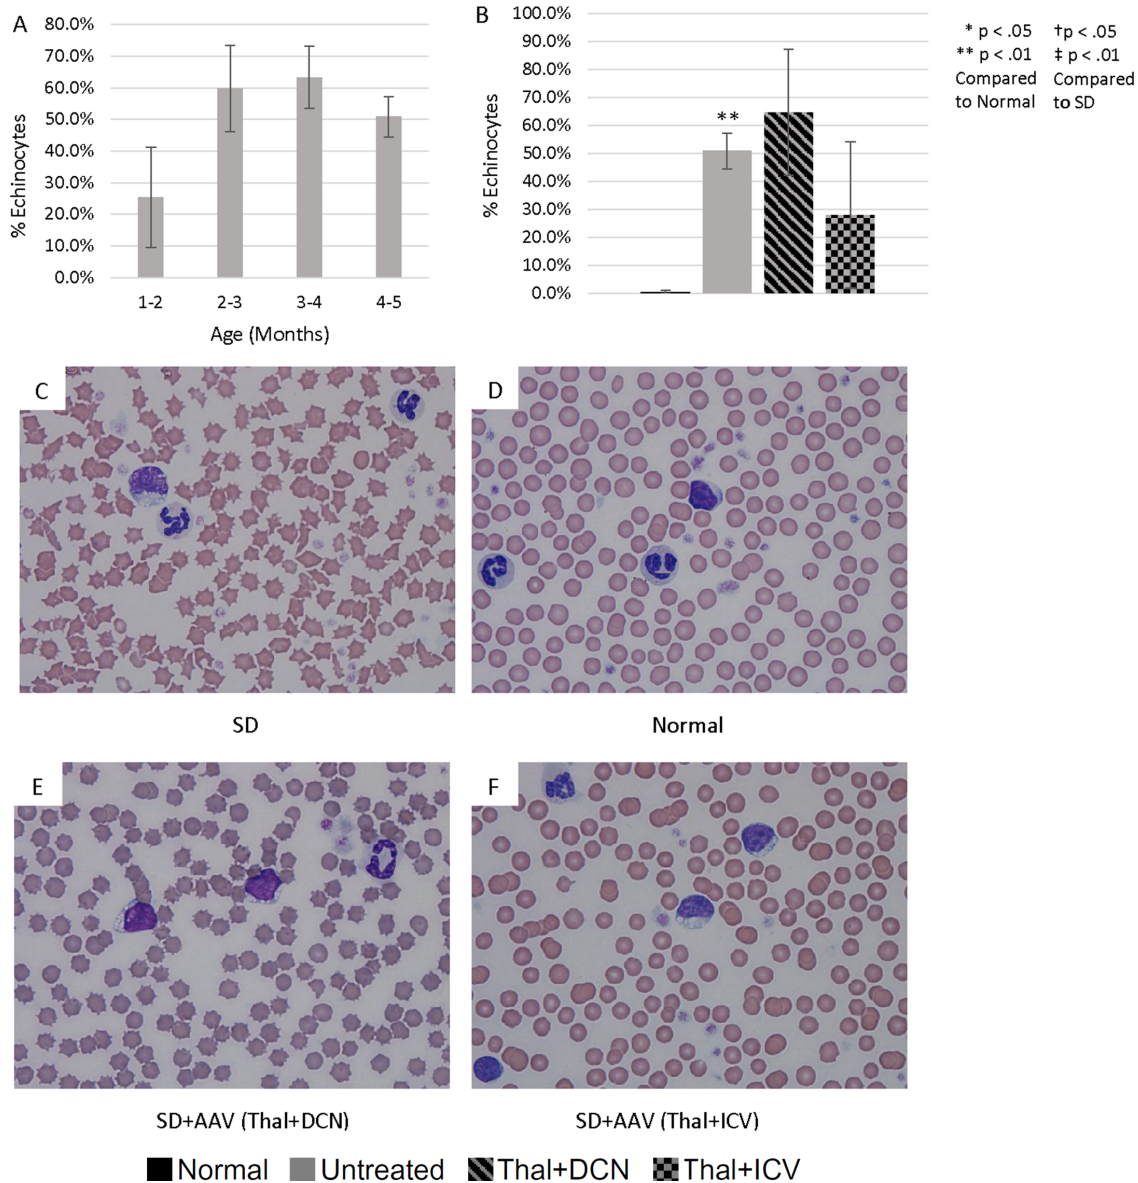 A
80.0%
70.0%
60.0%
50.0%
40.0%
30.0%
20.0%
10.0%
0.0%
% Echinocytes
1-2 2-3 3-4 4-5
Age (Months)
B
100.0%
90.0%
80.0%
70.0%
60.0%
50.0%
40.0%
30.0%
20.0%
10.0%
0.0%
% Echinocytes
**
* p < .05 †p < .05
** p < .01 ‡ p < .01
Compared Compared
to Normal to SD
C
D
SD
Normal
E
F
SD+AAV (Thal+DCN)
SD+AAV (Thal+ICV)
Normal Untreated Thal+DCN Thal+ICV